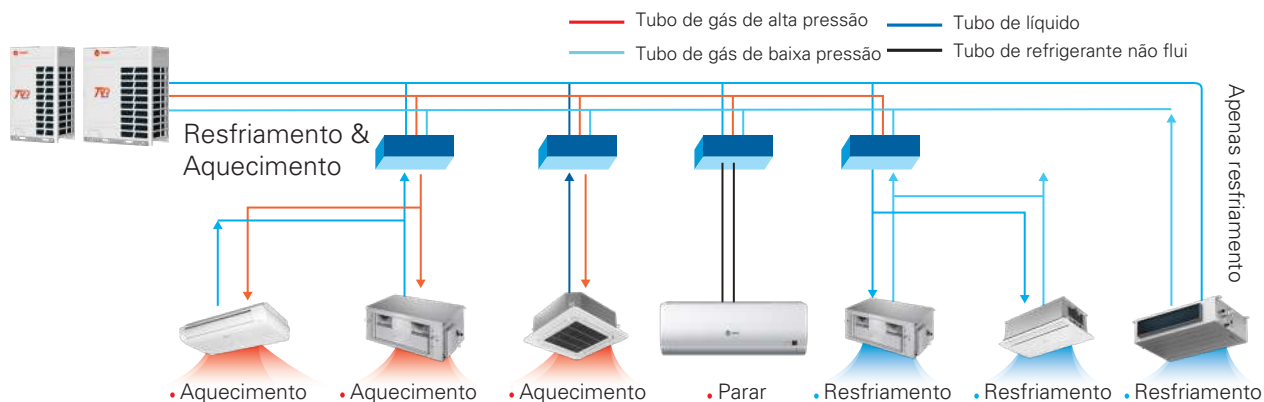 Tubo de gás de alta pressão
Tubo de líquido
Tubo de gás de baixa pressão
Tubo de refrigerante não flui
Resfriamento &
Aquecimento
Apenas resfriamento
• Aquecimento
• Aquecimento
• Aquecimento
• Parar
• Resfriamento
• Resfriamento
• Resfriamento